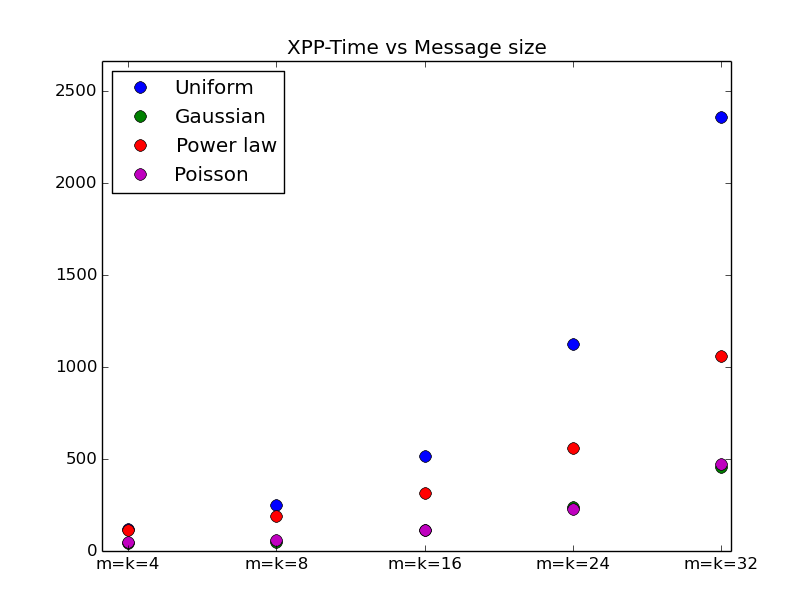 XPP-Time vs Message size
2500
2000
1500
1000
500
0
Uniform
Gaussian
Power law
Poisson
m=k=4
m=k=8
m=k=16
m=k=24
m=k=32